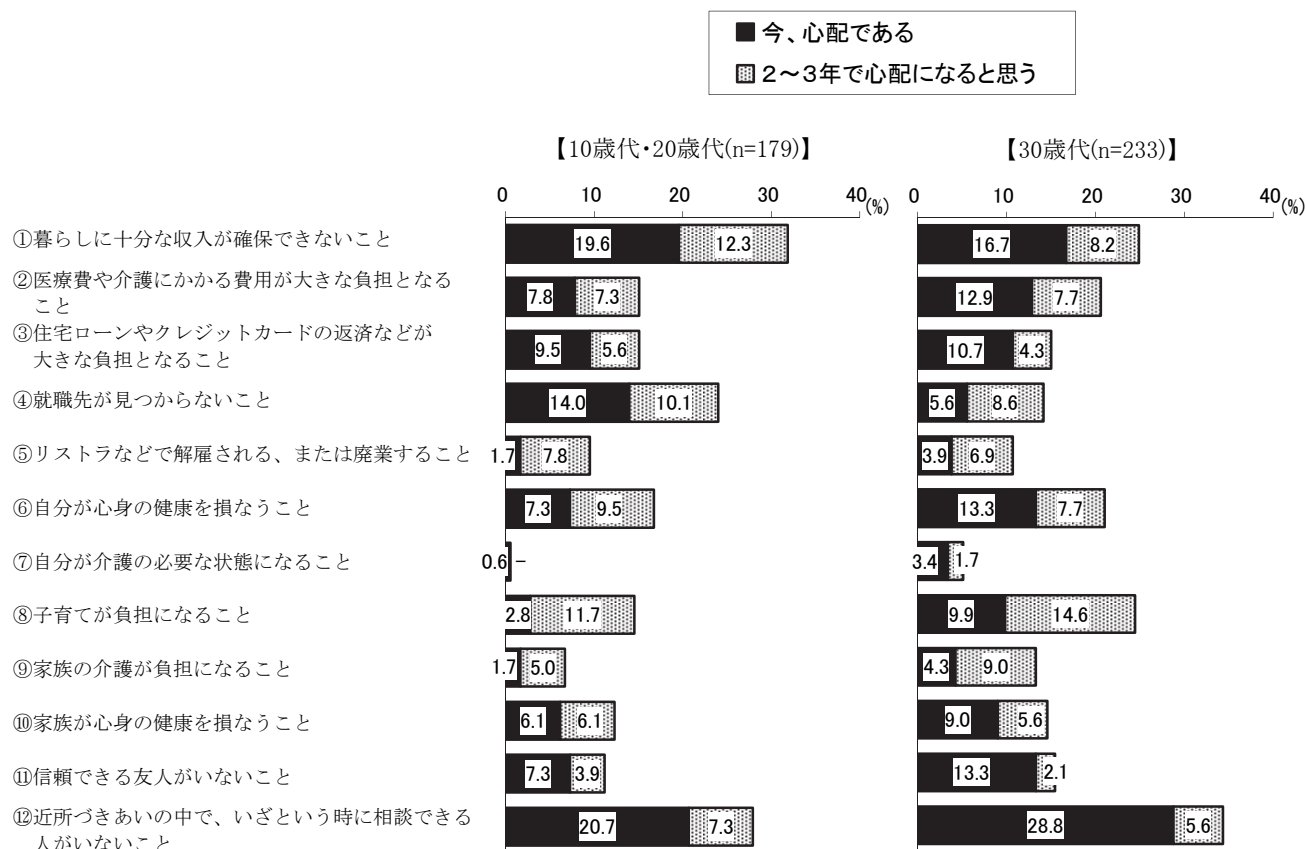 ■今、心配である
2～3年で心配になると思う
【10歳代・20歳代(n=179)】
【30歳代(n=233)】
0 10 20 30 40(%)
0 10 20 30 40(%)
①暮らしに十分な収入が確保できないこと
19.6 12.3
16.7 8.2
②医療費や介護にかかる費用が大きな負担となる
こと
7.8 7.3
12.9 7.7
③住宅ローンやクレジットカードの返済などが
大きな負担となること
9.5 5.6
10.7 4.3
④就職先が見つからないこと
14.0 10.1
5.6 8.6
⑤リストラなどで解雇される、または廃業すること
1.7 7.8
3.9 6.9
⑥自分が心身の健康を損なうこと
7.3 9.5
13.3 7.7
⑦自分が介護の必要な状態になること
0.6 -
3.4 1.7
⑧子育てが負担になること
2.8 11.7
9.9 14.6
⑨家族の介護が負担になること
1.7 5.0
4.3 9.0
⑩家族が心身の健康を損なうこと
6.1 6.1
9.0 5.6
⑪信頼できる友人がいないこと
7.3 3.9
13.3 2.1
⑫近所づきあいの中で、いざという時に相談できる
人がいないこと
20.7 7.3
28.8 5.6